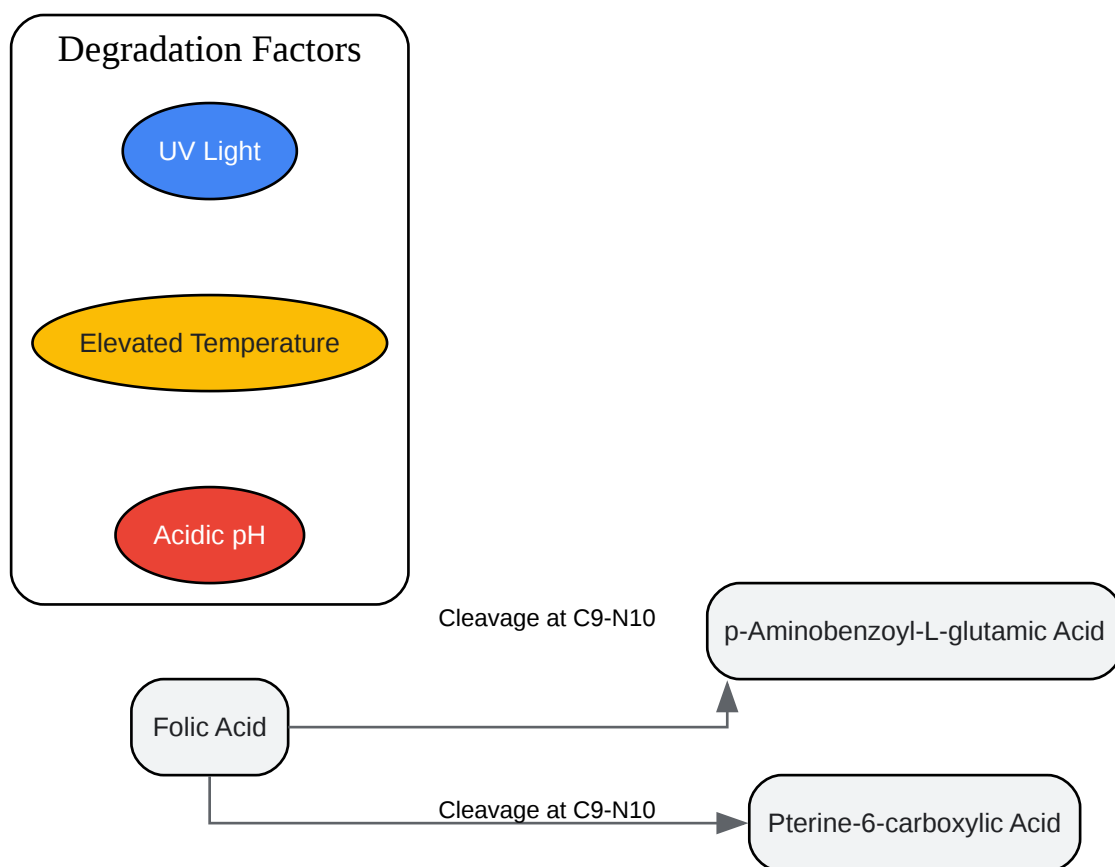 Degradation Factors
UV Light
Elevated Temperature
Acidic pH
Cleavage at C9-N10
p-Aminobenzoyl-L-glutamic Acid
Folic Acid
Cleavage at C9-N10
Pterine-6-carboxylic Acid